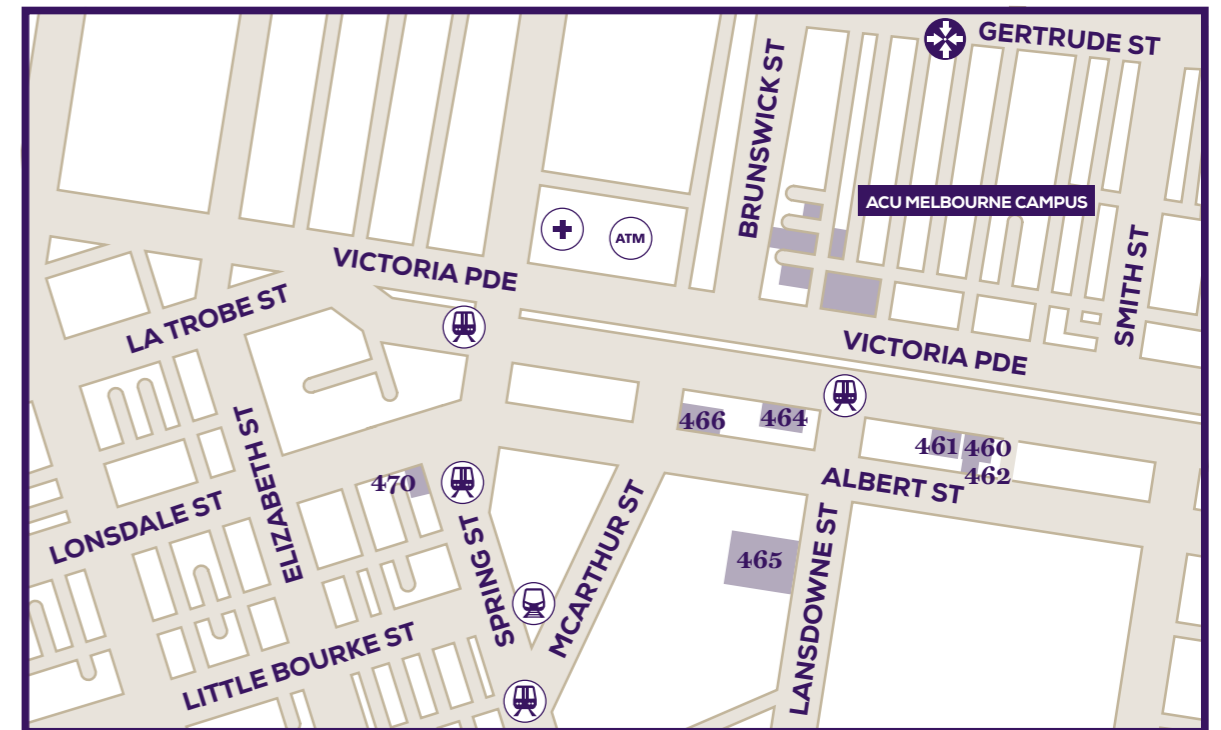 GERTRUDE ST
BRUNSWICK ST
ACU MELBOURNE CAMPUS
ATM
SMITH ST
VICTORIA PDE
LA TROBE ST
VICTORIA PDE
466
464
461
460
462
ELIZABETH ST
470
ALBERT ST
LONSDALE ST
SPRING ST
MCARTHUR ST
465
LANSDOWNE ST
LITTLE BOURKE ST